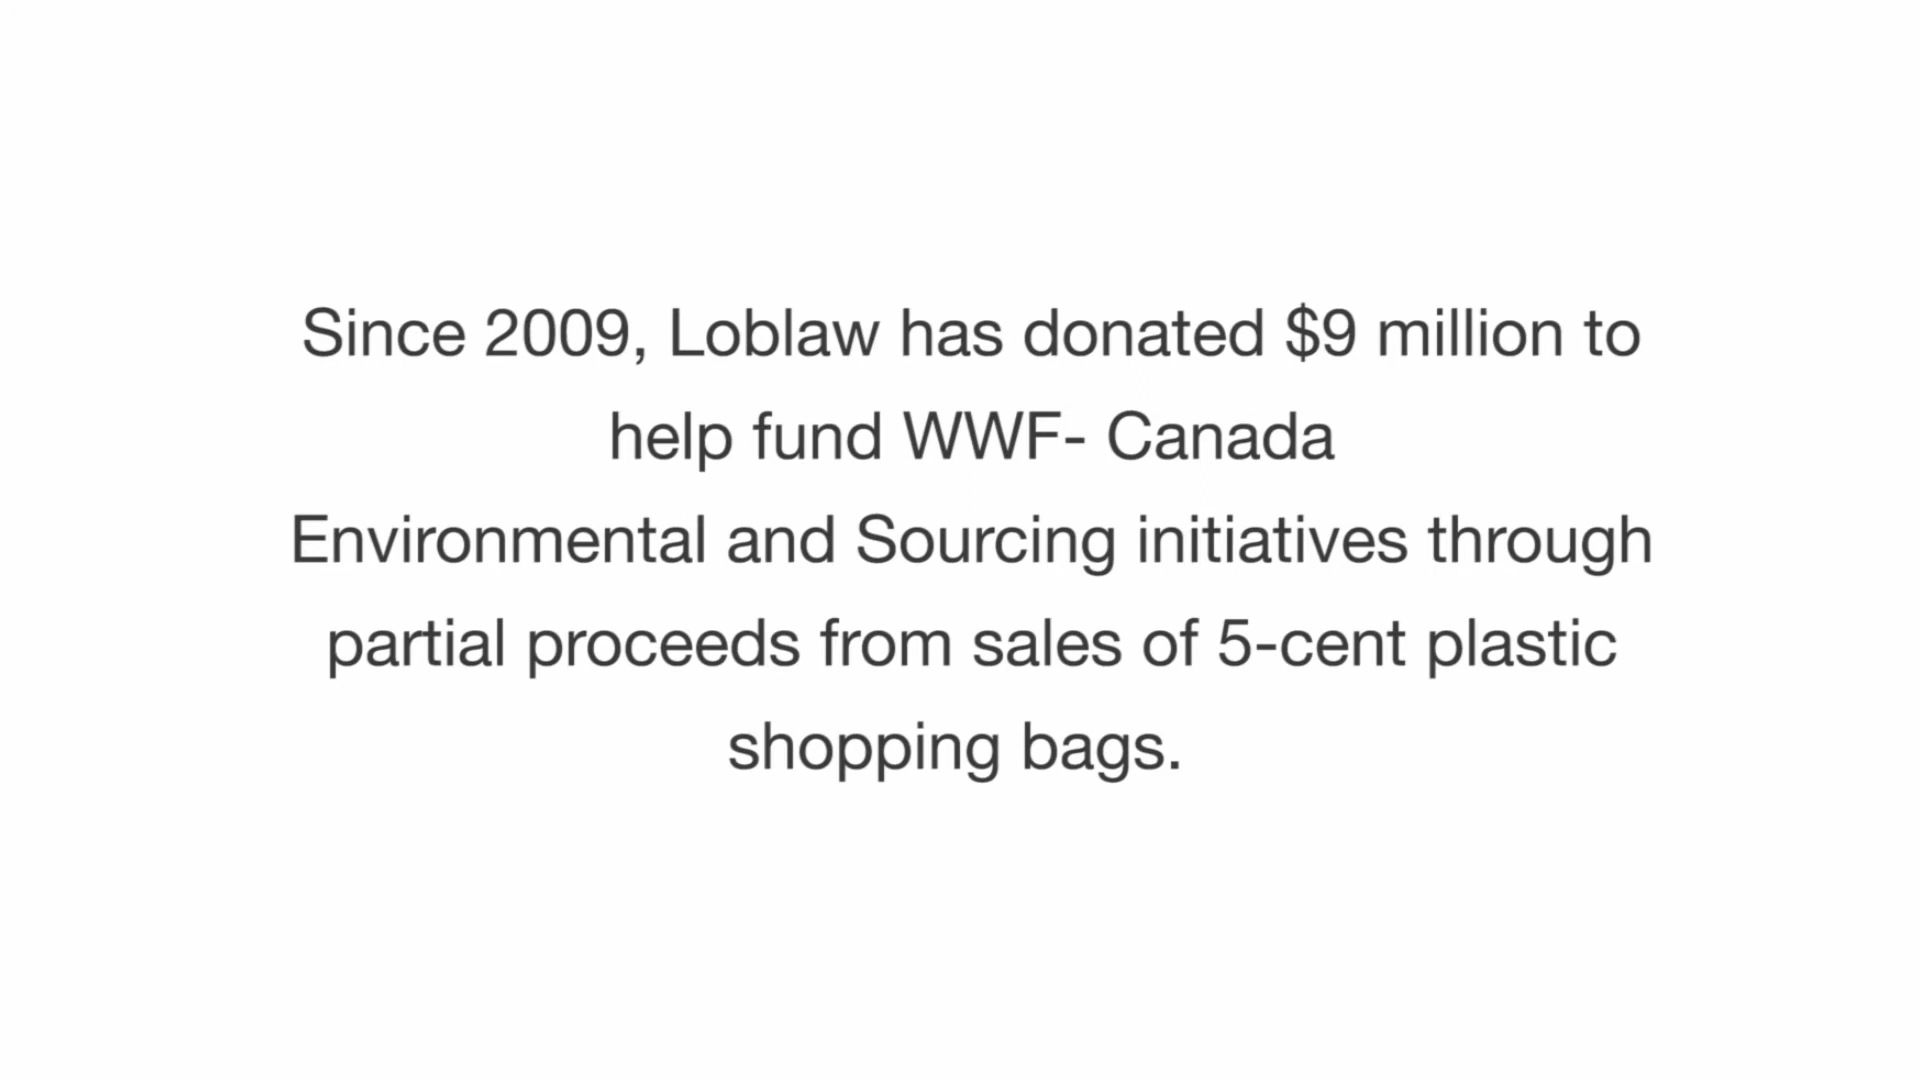 Since 2009, Loblaw has donated $9 million to
help fund WWF- Canada
Environmental and Sourcing initiatives through
partial proceeds from sales of 5-cent plastic
shopping bags.